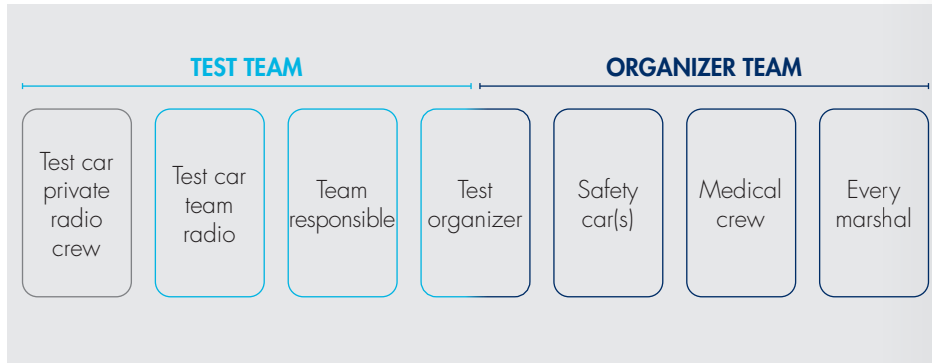 TEST TEAM
ORGANIZER TEAM
Test car
private
radio
crew
Test car
team
radio
Team
responsible
Test
organizer
Safety
car(s)
Medical
crew
Every
marshal